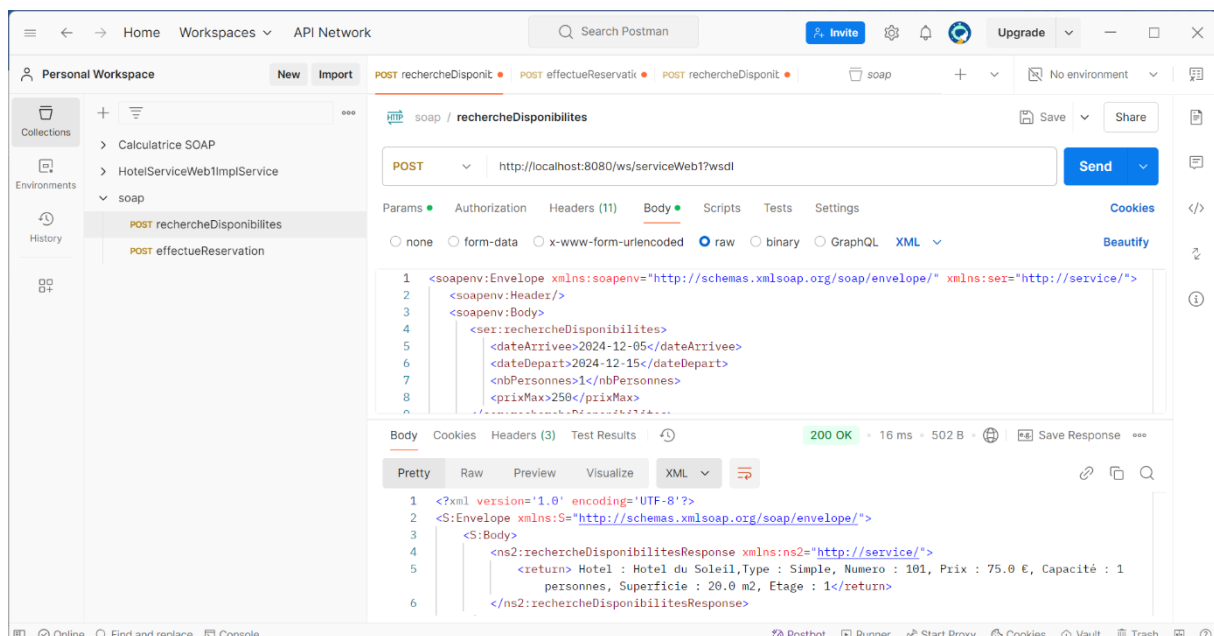 Home Workspaces API Network Search Postman Invite Upgrade
Personal Workspace New Import POST rechercheDisponib POST effectueReservatio POST rechercheDisponib soap No environment
Collections
Environments
History
Calculatrice SOAP
HotelServiceWeb1ImplService
soap
POST rechercheDisponibilites
POST effectueReservation
HTTP soap / rechercheDisponibilites Save Share
POST http://localhost:8080/ws/serviceWeb1?wsdl Send
Params Authorization Headers (11) Body Scripts Tests Settings Cookies
none form-data x-www-form-urlencoded raw binary GraphQL XML Beautify
1 <soapenv:Envelope xmlns:soapenv="http://schemas.xmlsoap.org/soap/envelope/" xmlns:ser="http://service/">
2 <soapenv:Header/>
3 <soapenv:Body>
4 <ser:rechercheDisponibilites>
5 <dateArrivee>2024-12-05</dateArrivee>
6 <dateDepart>2024-12-15</dateDepart>
7 <nbPersonnes>1</nbPersonnes>
8 <prixMax>250</prixMax>
Body Cookies Headers (3) Test Results 200 OK 16 ms 502 B e.g. Save Response
Pretty Raw Preview Visualize XML
1 <?xml version='1.0' encoding='UTF-8'?>
2 <S:Envelope xmlns:S="http://schemas.xmlsoap.org/soap/envelope/">
3 <S:Body>
4 <ns2:rechercheDisponibilitesResponse xmlns:ns2="http://service/">
5 <return> Hotel : Hotel du Soleil,Type : Simple, Numero : 101, Prix : 75.0 €, Capacité : 1
personnes, Superficie : 20.0 m2, Etage : 1</return>
6 </ns2:rechercheDisponibilitesResponse>
Online Find and replace Console Postbot Runner Start Proxy Cookies Vault Trash